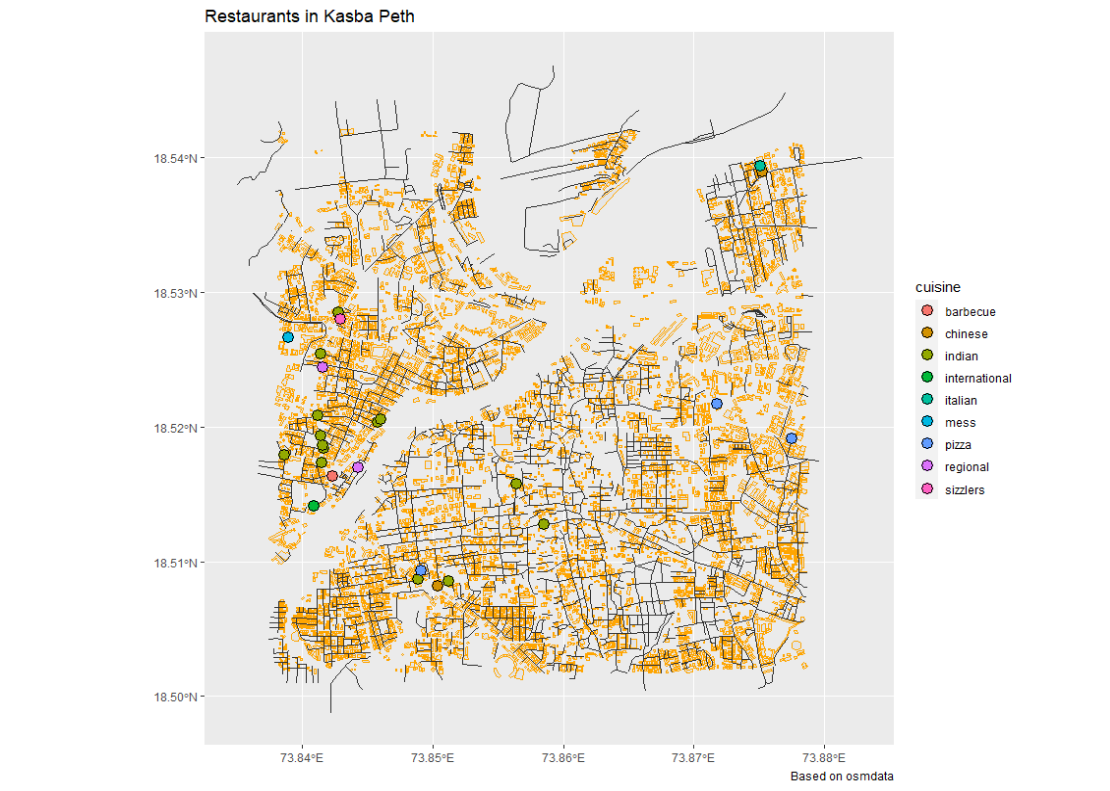 Restaurants in Kasba Peth
18.54°N
18.53°N
18.52°N
18.51°N
18.50°N
73.84°E
73.85°E
73.86°E
73.87°E
73.88°E
Based on osmdata
cuisine
barbecue
chinese
indian
international
italian
mess
pizza
regional
sizzlers